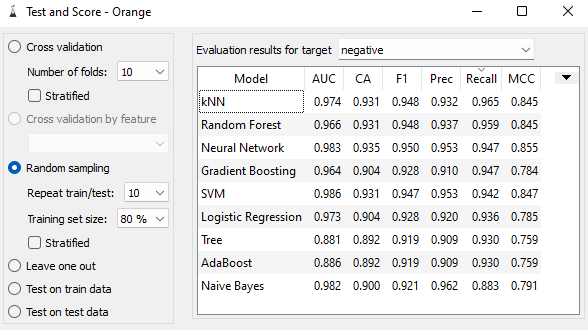 Test and Score - Orange
Cross validation
Number of folds: 10
Stratified
Cross validation by feature
Random sampling
Repeat train/test: 10
Training set size: 80 %
Stratified
Leave one out
Test on train data
Test on test data
Evaluation results for target negative
Model AUC CA F1 Prec Recall MCC
kNN 0.974 0.931 0.948 0.932 0.965 0.845
Random Forest 0.966 0.931 0.948 0.937 0.959 0.845
Neural Network 0.983 0.935 0.950 0.953 0.947 0.855
Gradient Boosting 0.964 0.904 0.928 0.910 0.947 0.784
SVM 0.986 0.931 0.947 0.953 0.942 0.847
Logistic Regression 0.973 0.904 0.928 0.920 0.936 0.785
Tree 0.881 0.892 0.919 0.909 0.930 0.759
AdaBoost 0.886 0.892 0.919 0.909 0.930 0.759
Naive Bayes 0.982 0.900 0.921 0.962 0.883 0.791